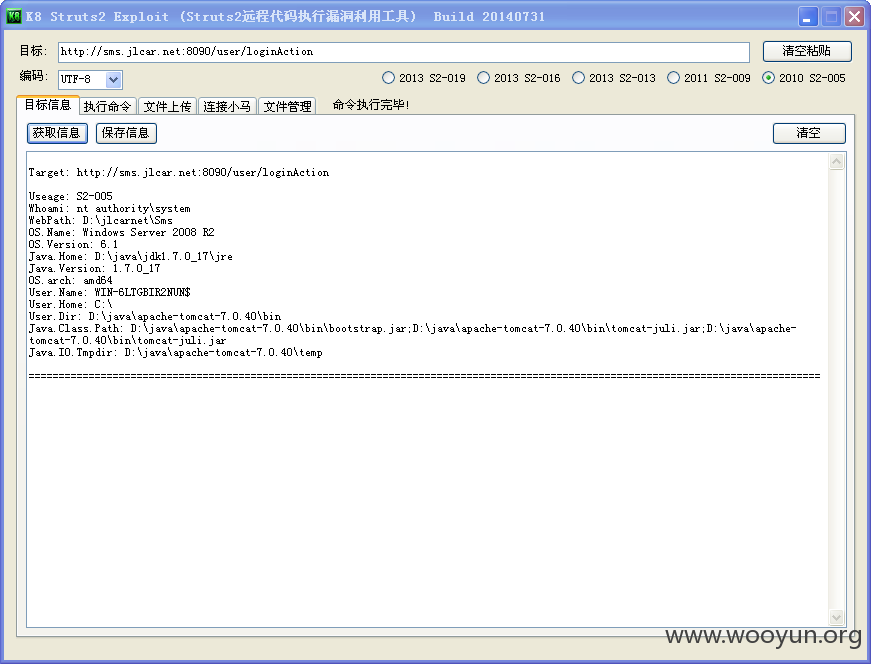 K8 Struts2 Exploit (Struts2远程代码执行漏洞利用工具) Build 20140731
目标: http://sms.jlcar.net:8090/user/loginAction 清空粘贴
编码: UTF-8 2013 S2-019 2013 S2-016 2013 S2-013 2011 S2-009 2010 S2-005
目标信息 执行命令 文件上传 连接小马 文件管理 命令执行完毕!
获取信息 保存信息 清空
Target: http://sms.jlcar.net:8090/user/loginAction
Useage: S2-005
Whoami: nt authority\system
WebPath: D:\jlcarnet\Sms
OS.Name: Windows Server 2008 R2
OS.Version: 6.1
Java.Home: D:\java\jdk1.7.0_17\jre
Java.Version: 1.7.0_17
OS.arch: amd64
User.Name: WIN-6LTGBIR2NUN$
User.Home: C:\
User.Dir: D:\java\apache-tomcat-7.0.40\bin
Java.Class.Path: D:\java\apache-tomcat-7.0.40\bin\bootstrap.jar;D:\java\apache-tomcat-7.0.40\bin\tomcat-juli.jar;D:\java\apache-
tomcat-7.0.40\bin\tomcat-juli.jar
Java.IO.Tmpdir: D:\java\apache-tomcat-7.0.40\temp
====================================================================================================================================
www.wooyun.org